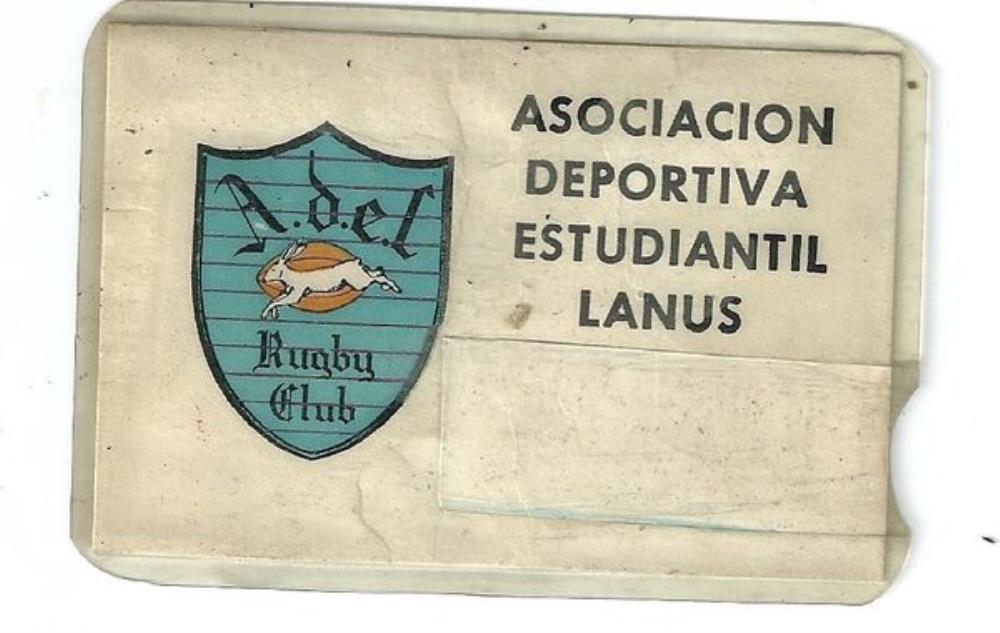 A.d.e.l
Rugby
Club
ASOCIACION
DEPORTIVA
ESTUDIANTIL
LANUS